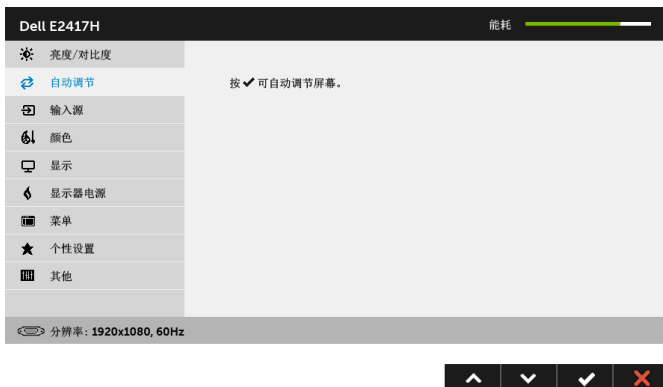 Dell E2417H
能耗
亮度/对比度
自动调节
按✔可自动调节屏幕。
输入源
颜色
显示
显示器电源
菜单
个性设置
其他
分辨率: 1920x1080, 60Hz